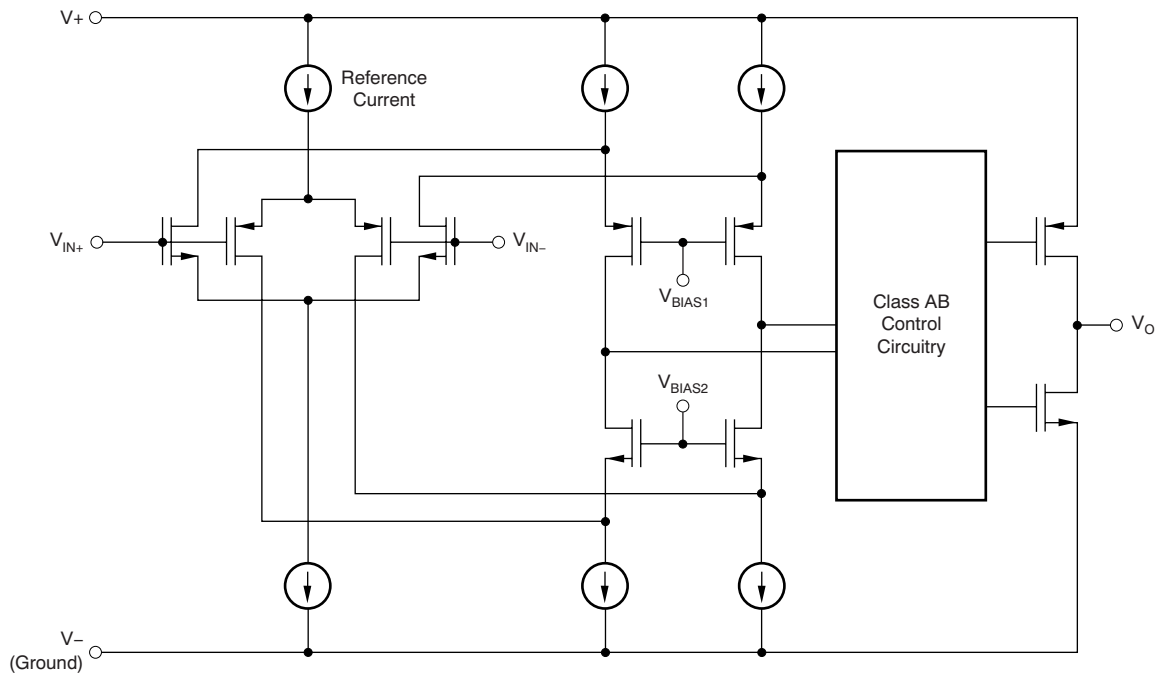 V+
Reference
Current
V_IN+
V_IN−
V_BIAS1
Class AB
Control
Circuitry
V_O
V_BIAS2
V−
(Ground)